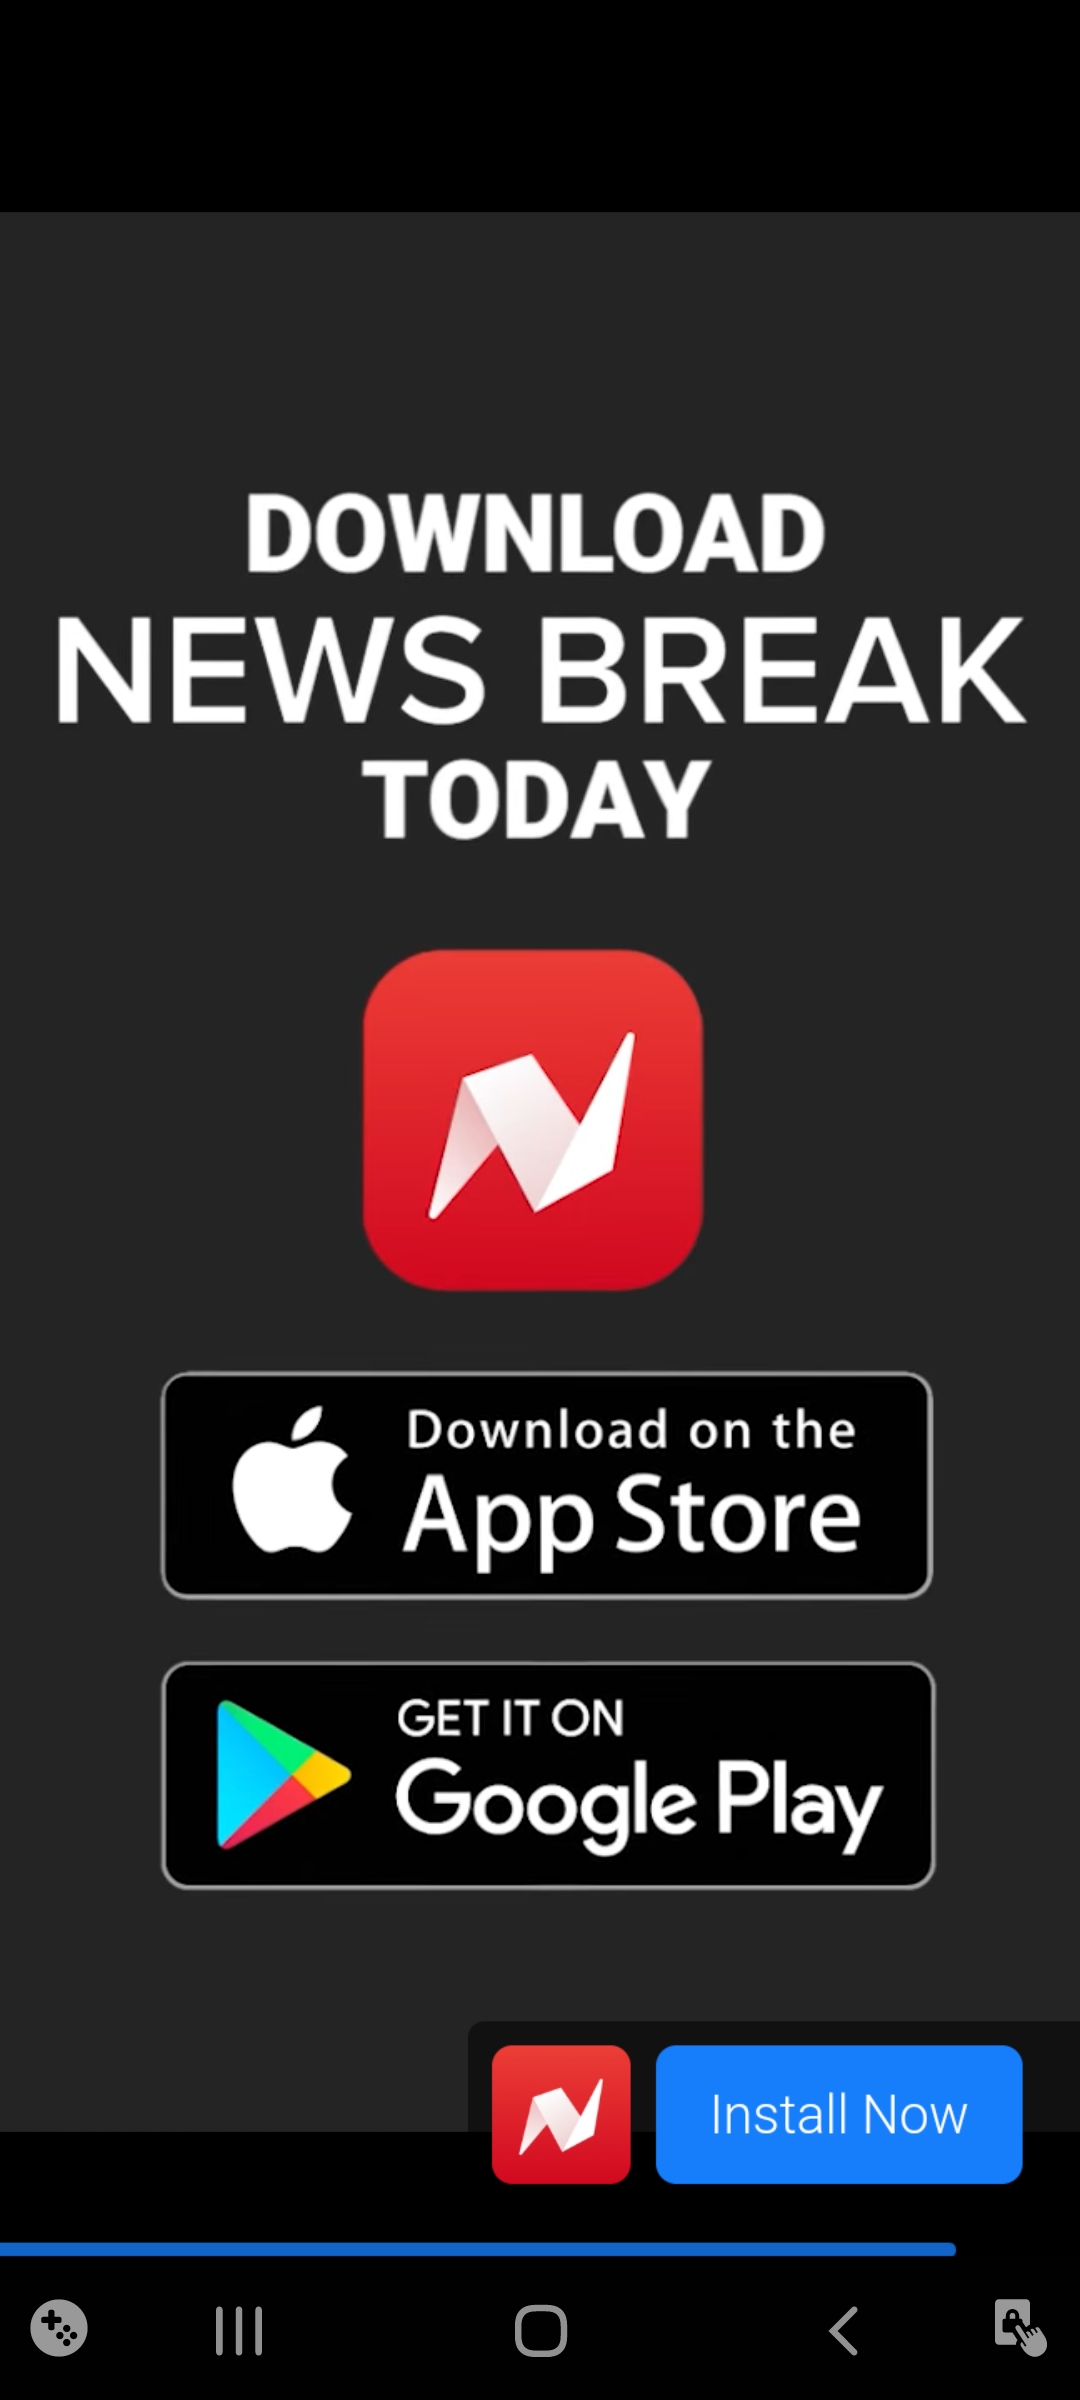 DOWNLOAD
NEWS BREAK
TODAY
Download on the
App Store
GET IT ON
Google Play
Install Now